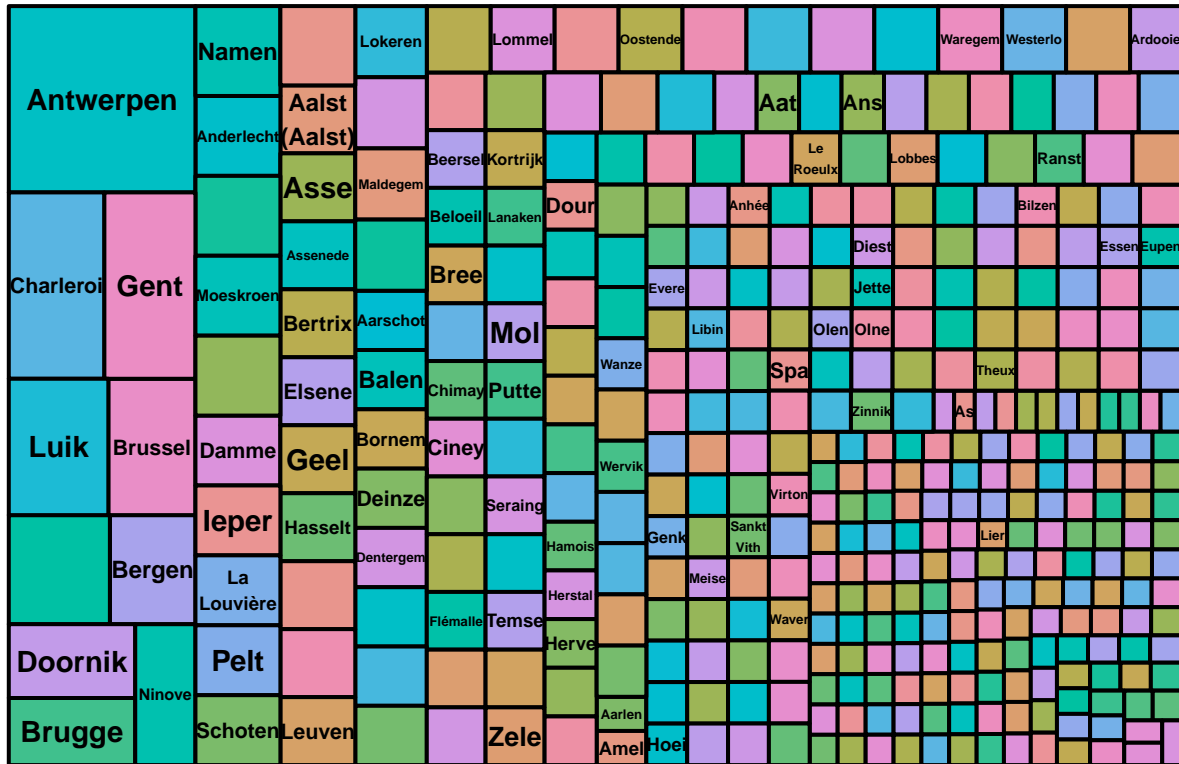 Antwerpen
Charleroi
Gent
Luik
Brussel
Bergen
Doornik
Brugge
Ninove
Namen
Anderlecht
Moeskroen
Damme
Ieper
La
Louvière
Pelt
Schoten
Aalst
(Aalst)
Asse
Assenede
Bertrix
Elsene
Geel
Hasselt
Leuven
Lokeren
Maldegem
Aarschot
Balen
Bornem
Deinze
Dentergem
Beersel
Beloeil
Bree
Chimay
Ciney
Flémalle
Lommel
Kortrijk
Lanaken
Mol
Putte
Seraing
Temse
Zele
Oostende
Waregem
Westerlo
Ardooie
Aat
Ans
Dour
Hamois
Herstal
Herve
Le
Roeulx
Lobbes
Ranst
Wanze
Wervik
Aarlen
Amel
Anhée
Bilzen
Diest
Essen
Eupen
Evere
Jette
Libin
Olen
Olne
Spa
Theux
Zinnik
As
Virton
Genk
Sankt
Vith
Lier
Meise
Waver
Hoei